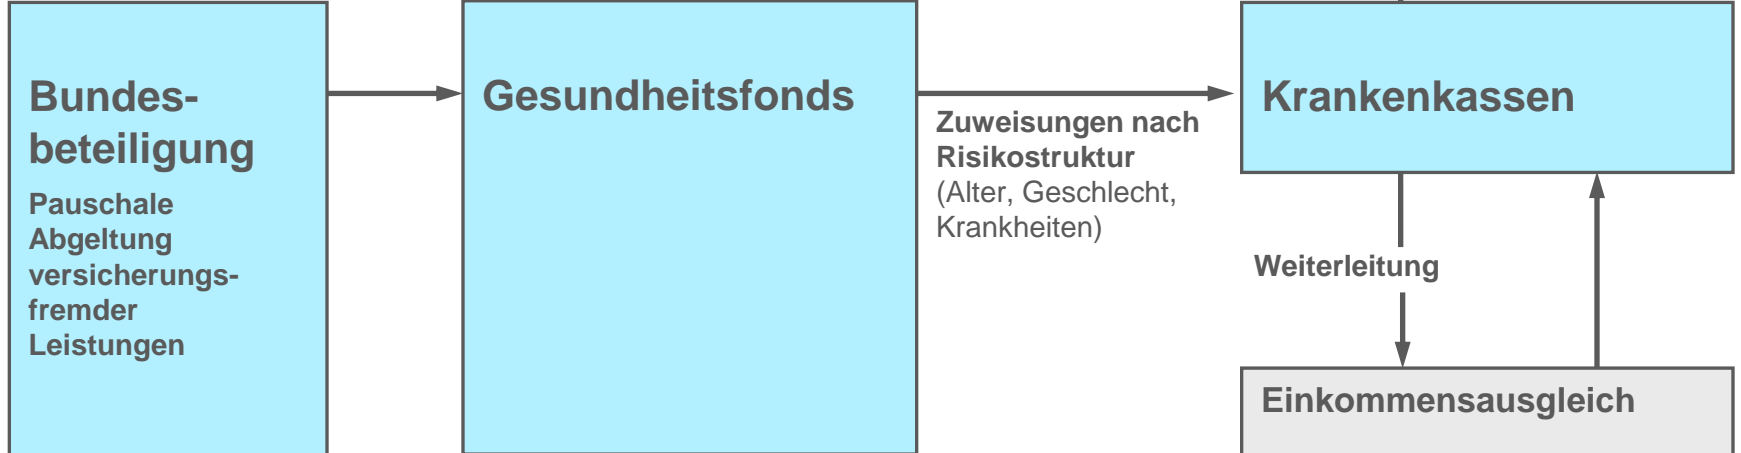 Bundes-
beteiligung
Pauschale
Abgeltung
versicherungs-
fremder
Leistungen
Gesundheitsfonds
Zuweisungen nach
Risikostruktur
(Alter, Geschlecht,
Krankheiten)
Krankenkassen
Weiterleitung
Einkommensausgleich